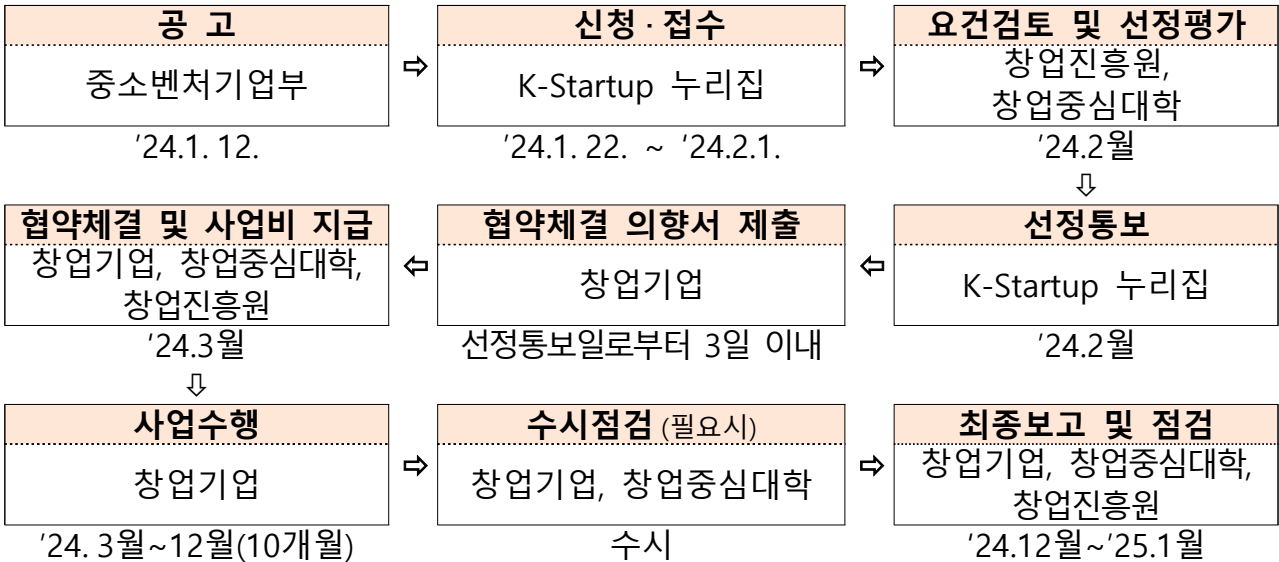 공 고
중소벤처기업부
'24.1. 12.
⇨
신청·접수
K-Startup 누리집
'24.1. 22. ~ '24.2.1.
⇨
요건검토 및 선정평가
창업진흥원,
창업중심대학
'24.2월
⇩
선정통보
K-Startup 누리집
'24.2월
⇦
협약체결 의향서 제출
창업기업
선정통보일로부터 3일 이내
⇦
협약체결 및 사업비 지급
창업기업, 창업중심대학,
창업진흥원
'24.3월
⇩
사업수행
창업기업
'24. 3월~12월(10개월)
⇨
수시점검 (필요시)
창업기업, 창업중심대학
수시
⇨
최종보고 및 점검
창업기업, 창업중심대학,
창업진흥원
'24.12월~'25.1월